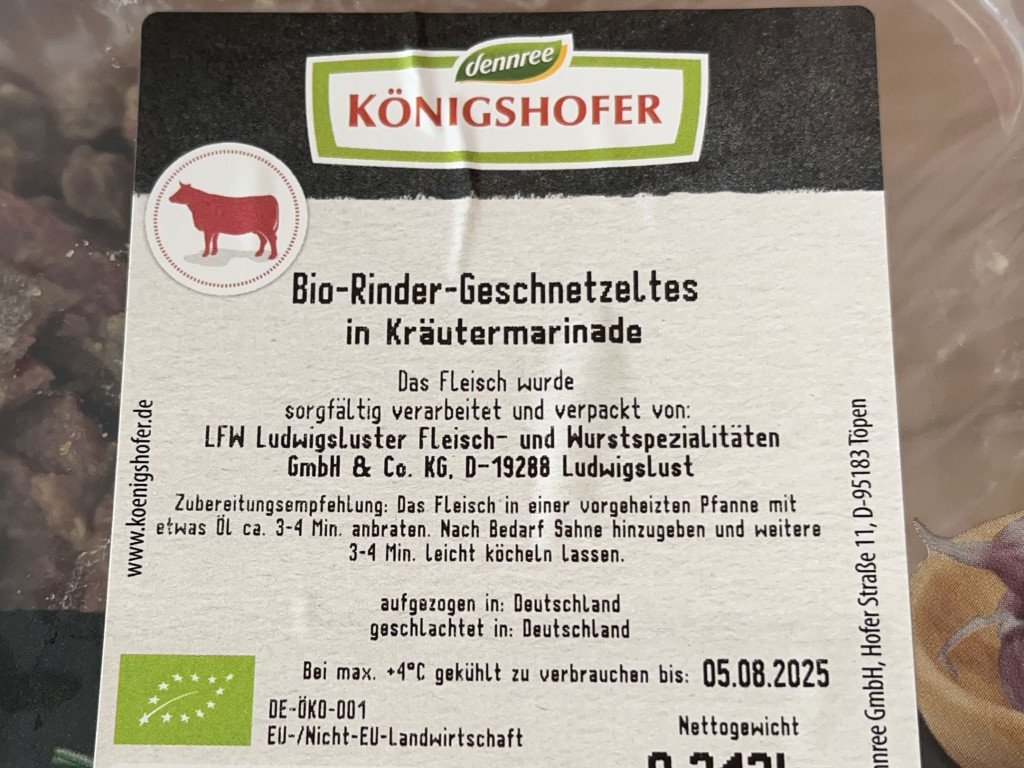 dennree
KÖNIGSHOFER
Bio-Rinder-Geschnetzeltes
in Kräutermarinade
Das Fleisch wurde
sorgfältig verarbeitet und verpackt von:
LFW Ludwigsluster Fleisch- und Wurstspezialitäten
GmbH & Co. KG, D-19288 Ludwigslust
Zubereitungsempfehlung: Das Fleisch in einer vorgeheizten Pfanne mit
etwas Öl ca. 3-4 Min. anbraten. Nach Bedarf Sahne hinzugeben und weitere
3-4 Min. leicht köcheln lassen.
aufgezogen in: Deutschland
geschlachtet in: Deutschland
Bei max. +4°C gekühlt zu verbrauchen bis: 05.08.2025
DE-ÖKO-001
EU-/Nicht-EU-Landwirtschaft
Nettogewicht
www.koenigshofer.de
GmbH, Hofer Straße 11, D-95183 Töpen